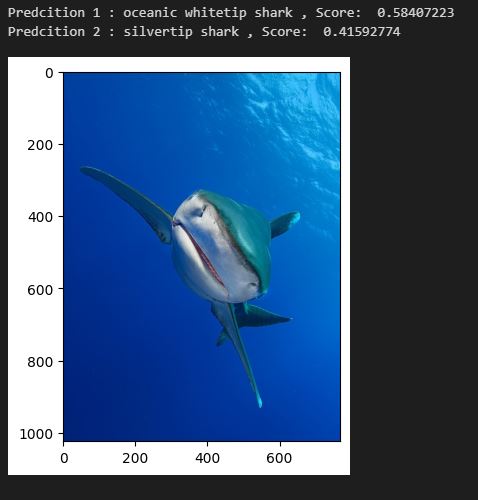 Predcition 1 : oceanic whitetip shark , Score:  0.58407223
Predcition 2 : silvertip shark , Score:  0.41592774
0
200
400
600
800
1000
0 200 400 600